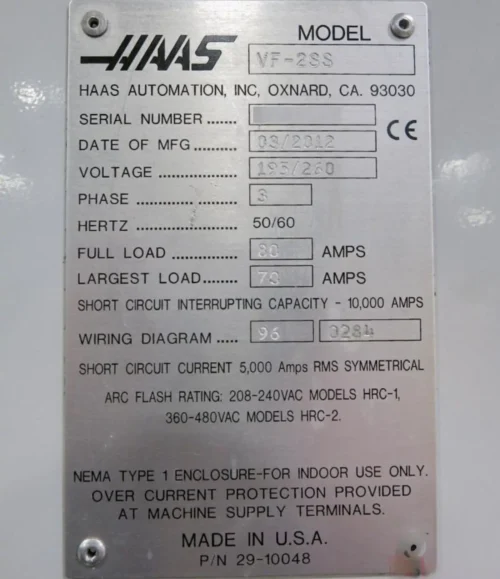 HAAS
MODEL
VF-2SS
HAAS AUTOMATION, INC, OXNARD, CA. 93030
SERIAL NUMBER ......
DATE OF MFG ........ 03/2012
CE
VOLTAGE ................. 195/260
PHASE ..................... 3
HERTZ 50/60
FULL LOAD .............. 80 AMPS
LARGEST LOAD....... 78 AMPS
SHORT CIRCUIT INTERRUPTING CAPACITY - 10,000 AMPS
WIRING DIAGRAM ..... 96 0284
SHORT CIRCUIT CURRENT 5,000 Amps RMS SYMMETRICAL
ARC FLASH RATING: 208-240VAC MODELS HRC-1,
360-480VAC MODELS HRC-2.
NEMA TYPE 1 ENCLOSURE-FOR INDOOR USE ONLY.
OVER CURRENT PROTECTION PROVIDED
AT MACHINE SUPPLY TERMINALS.
MADE IN U.S.A.
P/N 29-10048